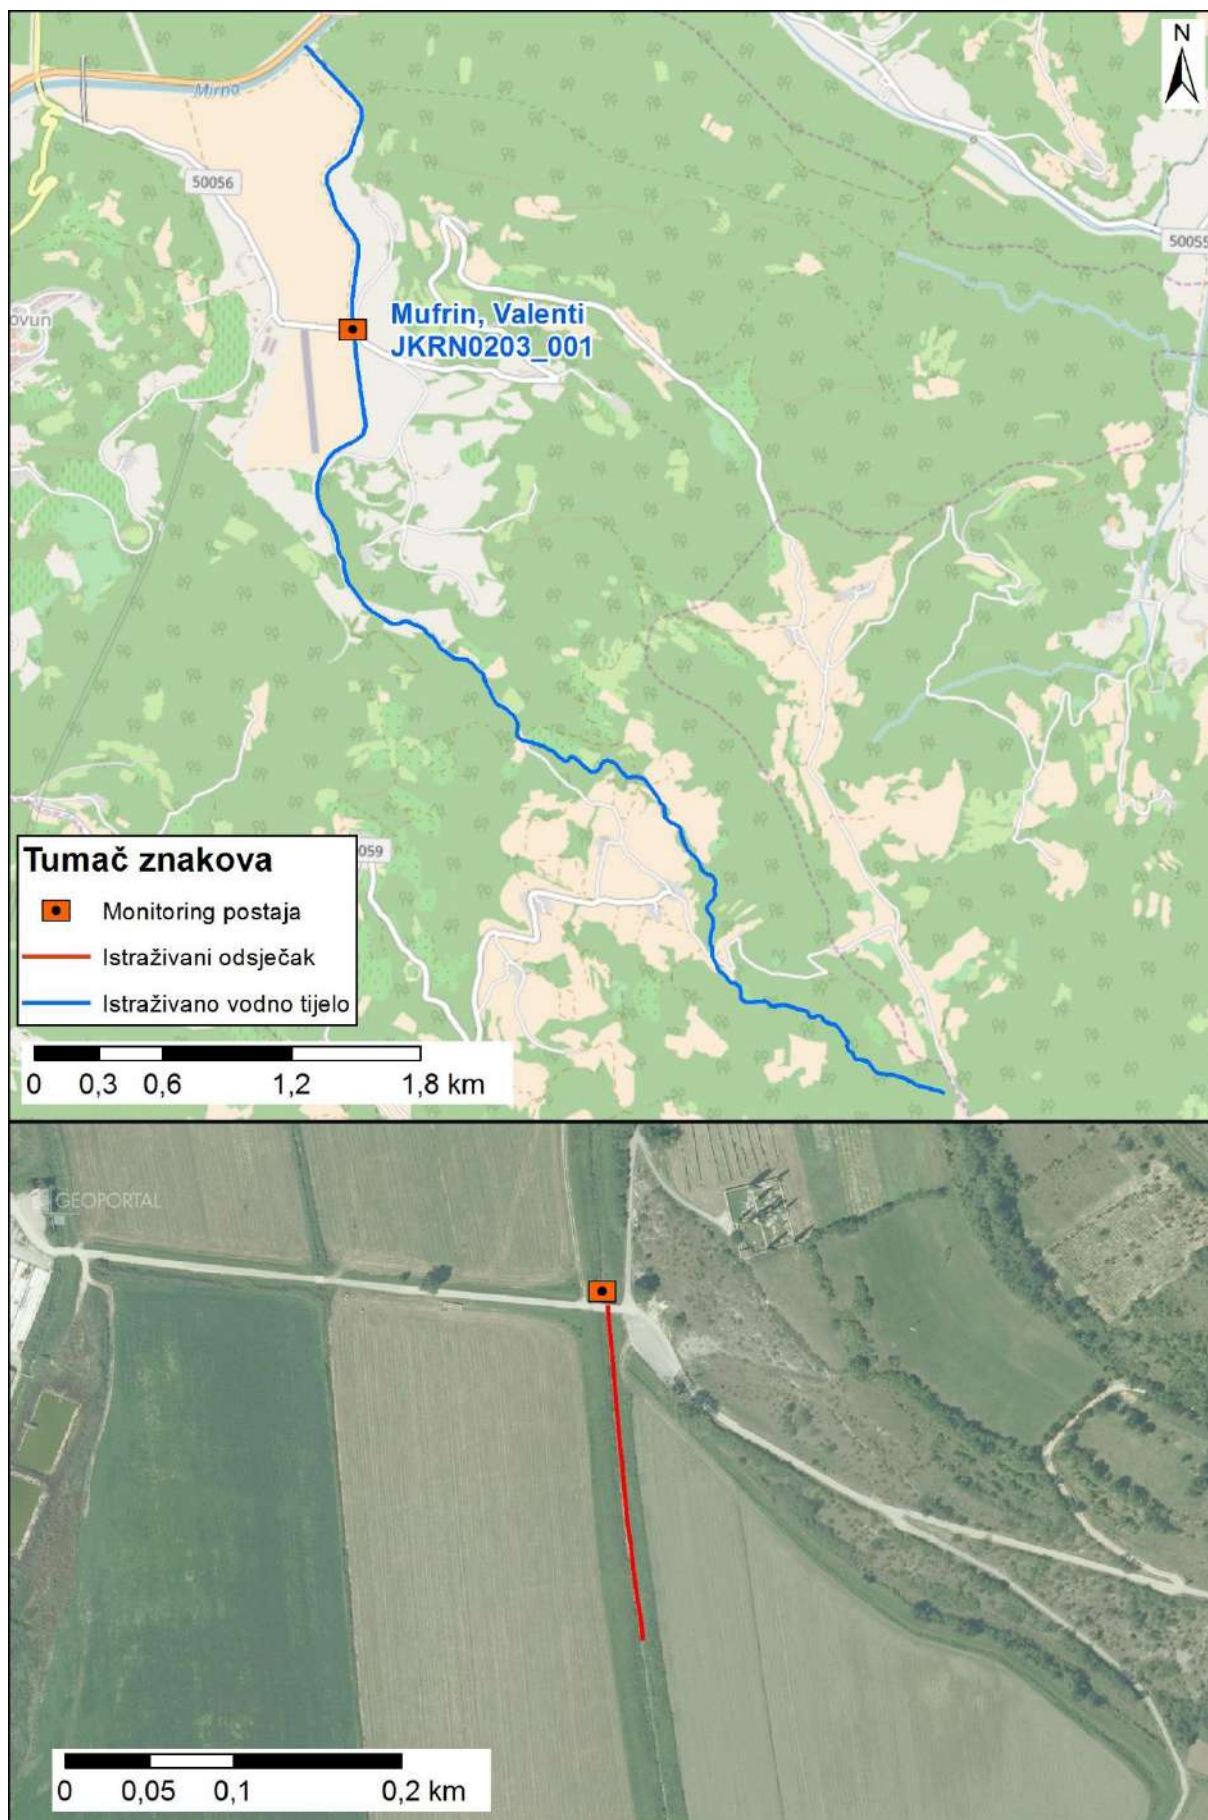 N
Mirna
50056
50055
ovun
Mufrin, Valenti
JKRN0203_001
059
Tumač znakova
Monitoring postaja
Istraživani odsječak
Istraživano vodno tijelo
0 0,3 0,6 1,2 1,8 km
GEOPORTAL
0 0,05 0,1 0,2 km